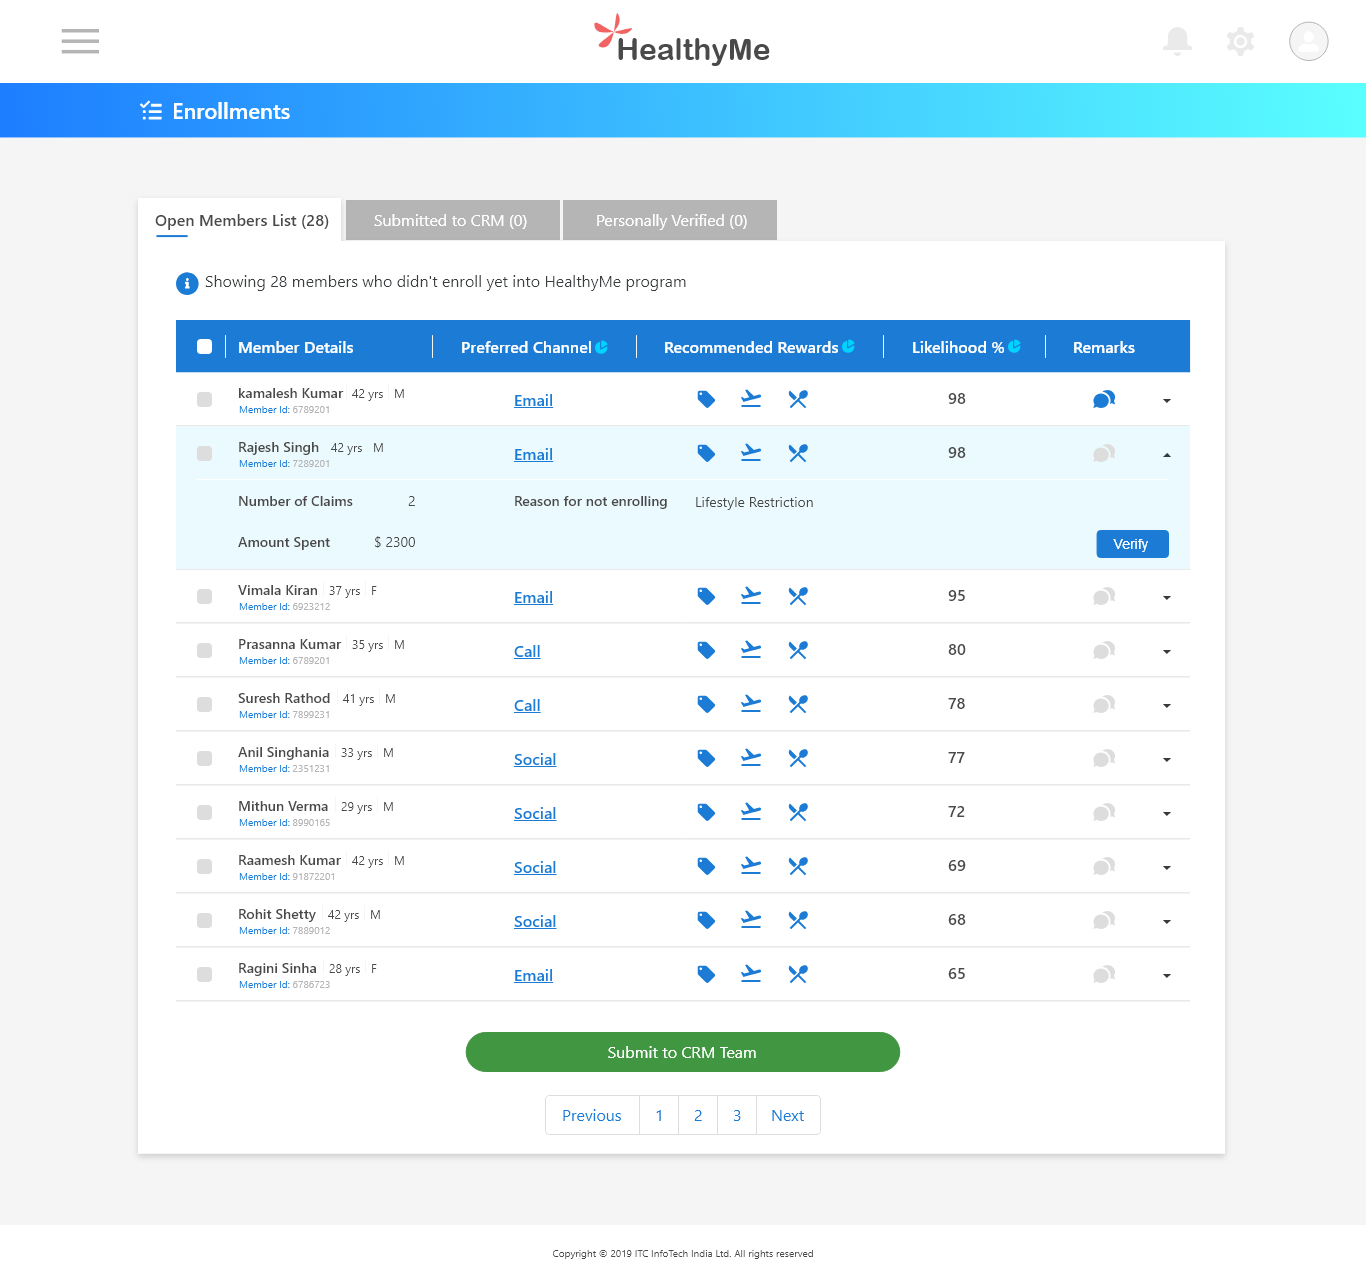 HealthyMe
Enrollments
Open Members List (28) Submitted to CRM (0) Personally Verified (0)
Showing 28 members who didn't enroll yet into HealthyMe program
Member Details Preferred Channel Recommended Rewards Likelihood % Remarks
kamalesh Kumar 42 yrs M
Member Id: 6789201
Email 98
Rajesh Singh 42 yrs M
Member Id: 7289201
Email 98
Number of Claims 2 Reason for not enrolling Lifestyle Restriction
Amount Spent $ 2300
Verify
Vimala Kiran 37 yrs F
Member Id: 6923212
Email 95
Prasanna Kumar 35 yrs M
Member Id: 6789201
Call 80
Suresh Rathod 41 yrs M
Member Id: 7899231
Call 78
Anil Singhania 33 yrs M
Member Id: 2351231
Social 77
Mithun Verma 29 yrs M
Member Id: 8990165
Social 72
Raamesh Kumar 42 yrs M
Member Id: 91872201
Social 69
Rohit Shetty 42 yrs M
Member Id: 7889012
Social 68
Ragini Sinha 28 yrs F
Member Id: 6786723
Email 65
Submit to CRM Team
Previous 1 2 3 Next
Copyright © 2019 ITC InfoTech India Ltd. All rights reserved